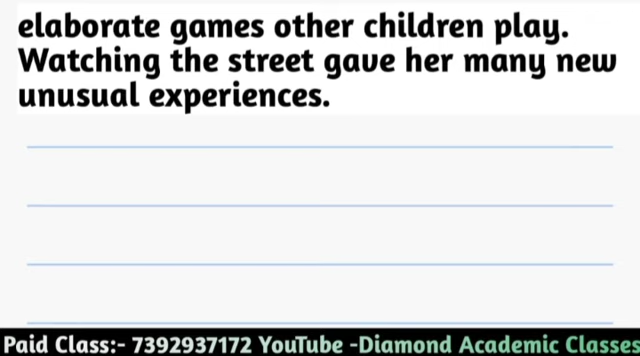 elaborate games other children play.
Watching the street gave her many new
unusual experiences.
Paid Class:- 7392937172 YouTube -Diamond Academic Classes